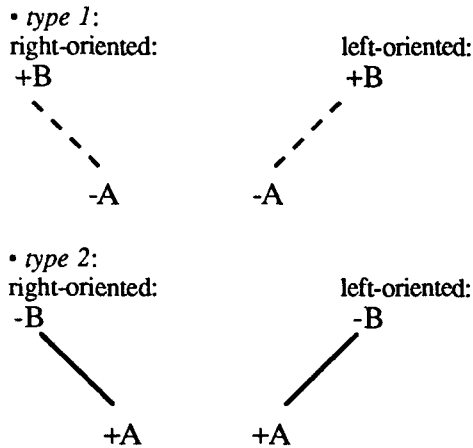 • type 1:
right-oriented: left-oriented:
+B +B
-A -A
• type 2:
right-oriented: left-oriented:
-B -B
+A +A